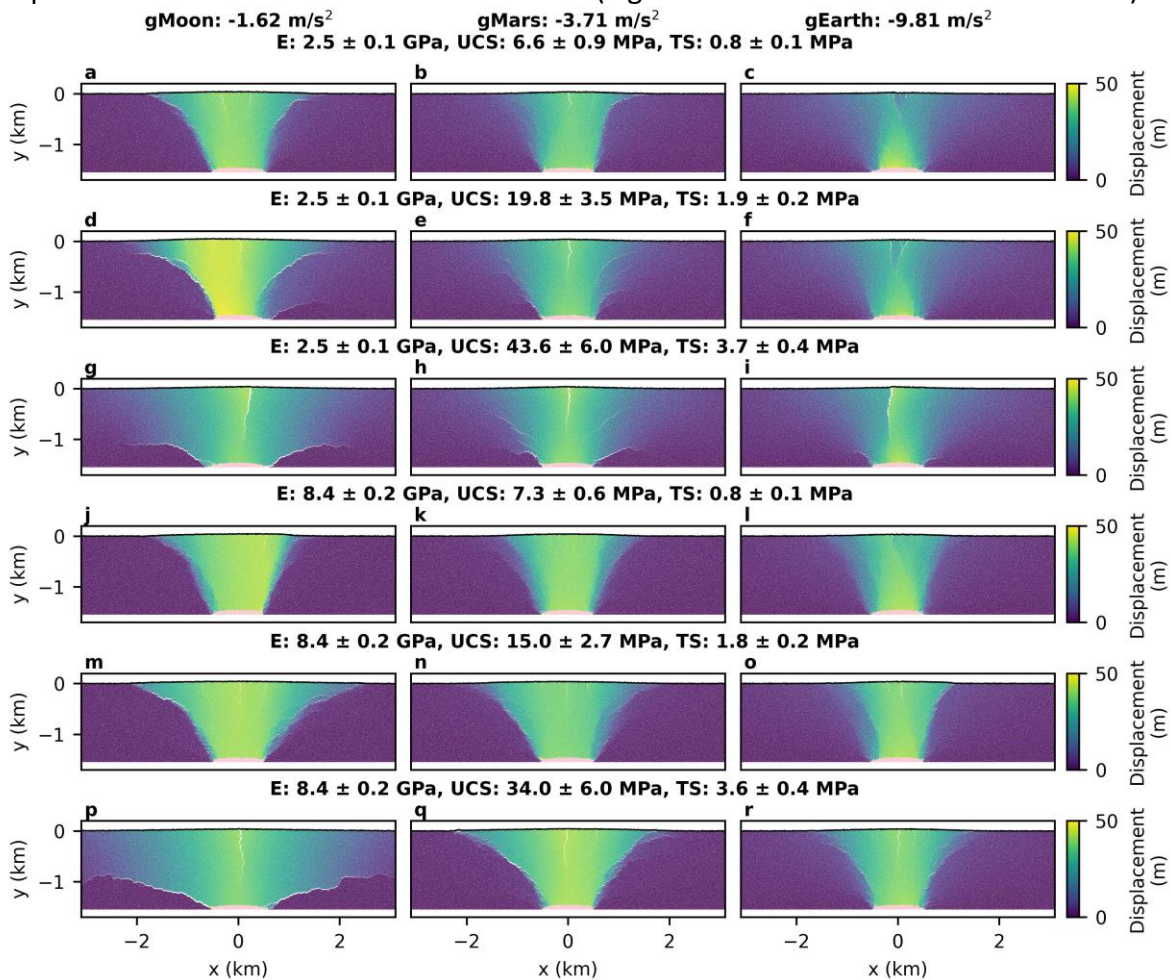 gMoon: -1.62 m/s² gMars: -3.71 m/s² gEarth: -9.81 m/s²
E: 2.5 ± 0.1 GPa, UCS: 6.6 ± 0.9 MPa, TS: 0.8 ± 0.1 MPa
a b c
0
−1
y (km)
50
0
Displacement (m)
E: 2.5 ± 0.1 GPa, UCS: 19.8 ± 3.5 MPa, TS: 1.9 ± 0.2 MPa
d e f
0
−1
y (km)
50
0
Displacement (m)
E: 2.5 ± 0.1 GPa, UCS: 43.6 ± 6.0 MPa, TS: 3.7 ± 0.4 MPa
g h i
0
−1
y (km)
50
0
Displacement (m)
E: 8.4 ± 0.2 GPa, UCS: 7.3 ± 0.6 MPa, TS: 0.8 ± 0.1 MPa
j k l
0
−1
y (km)
50
0
Displacement (m)
E: 8.4 ± 0.2 GPa, UCS: 15.0 ± 2.7 MPa, TS: 1.8 ± 0.2 MPa
m n o
0
−1
y (km)
50
0
Displacement (m)
E: 8.4 ± 0.2 GPa, UCS: 34.0 ± 6.0 MPa, TS: 3.6 ± 0.4 MPa
p q r
0
−1
y (km)
50
0
Displacement (m)
−2 0 2 −2 0 2 −2 0 2
x (km) x (km) x (km)